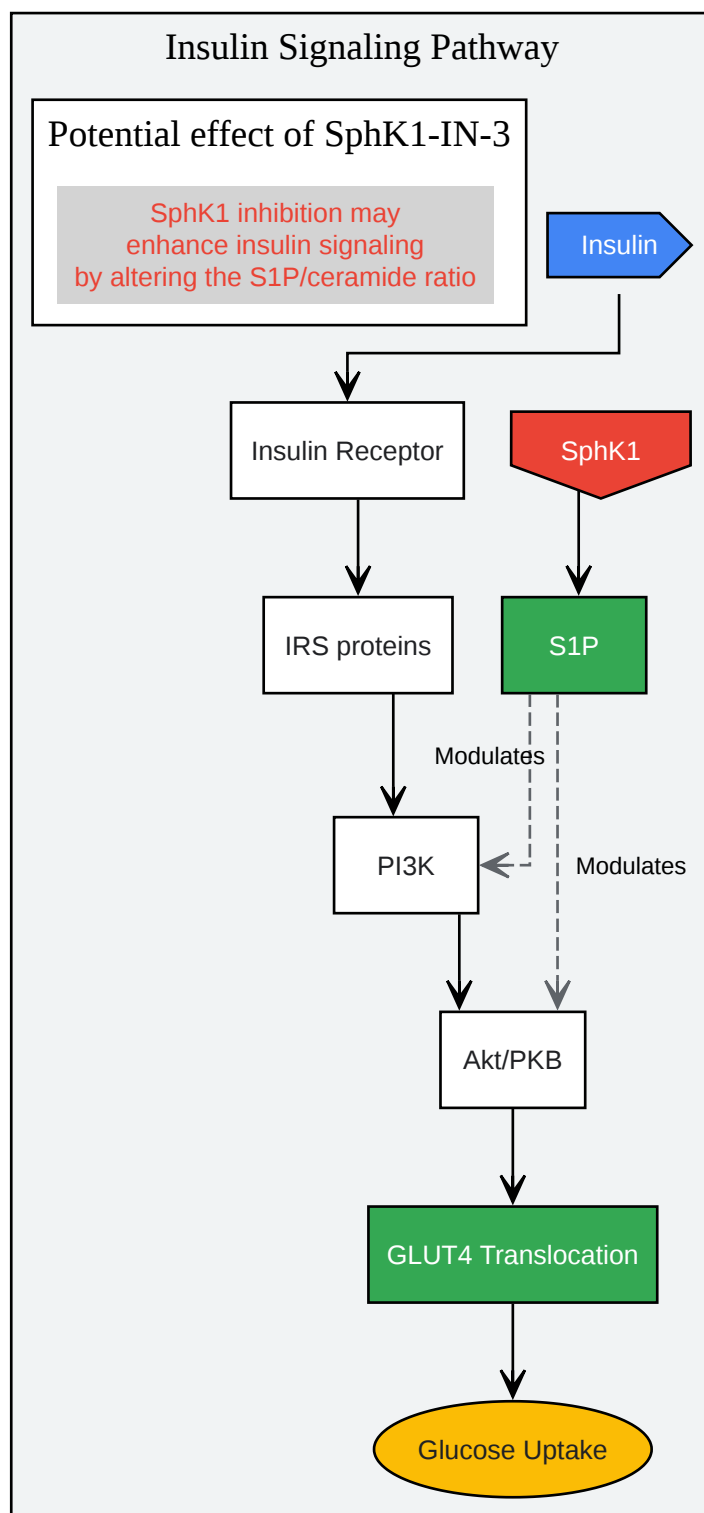 Insulin Signaling Pathway
Potential effect of SphK1-IN-3
SphK1 inhibition may
enhance insulin signaling
by altering the S1P/ceramide ratio
Insulin
Insulin Receptor
SphK1
IRS proteins
S1P
Modulates
PI3K
Modulates
Akt/PKB
GLUT4 Translocation
Glucose Uptake